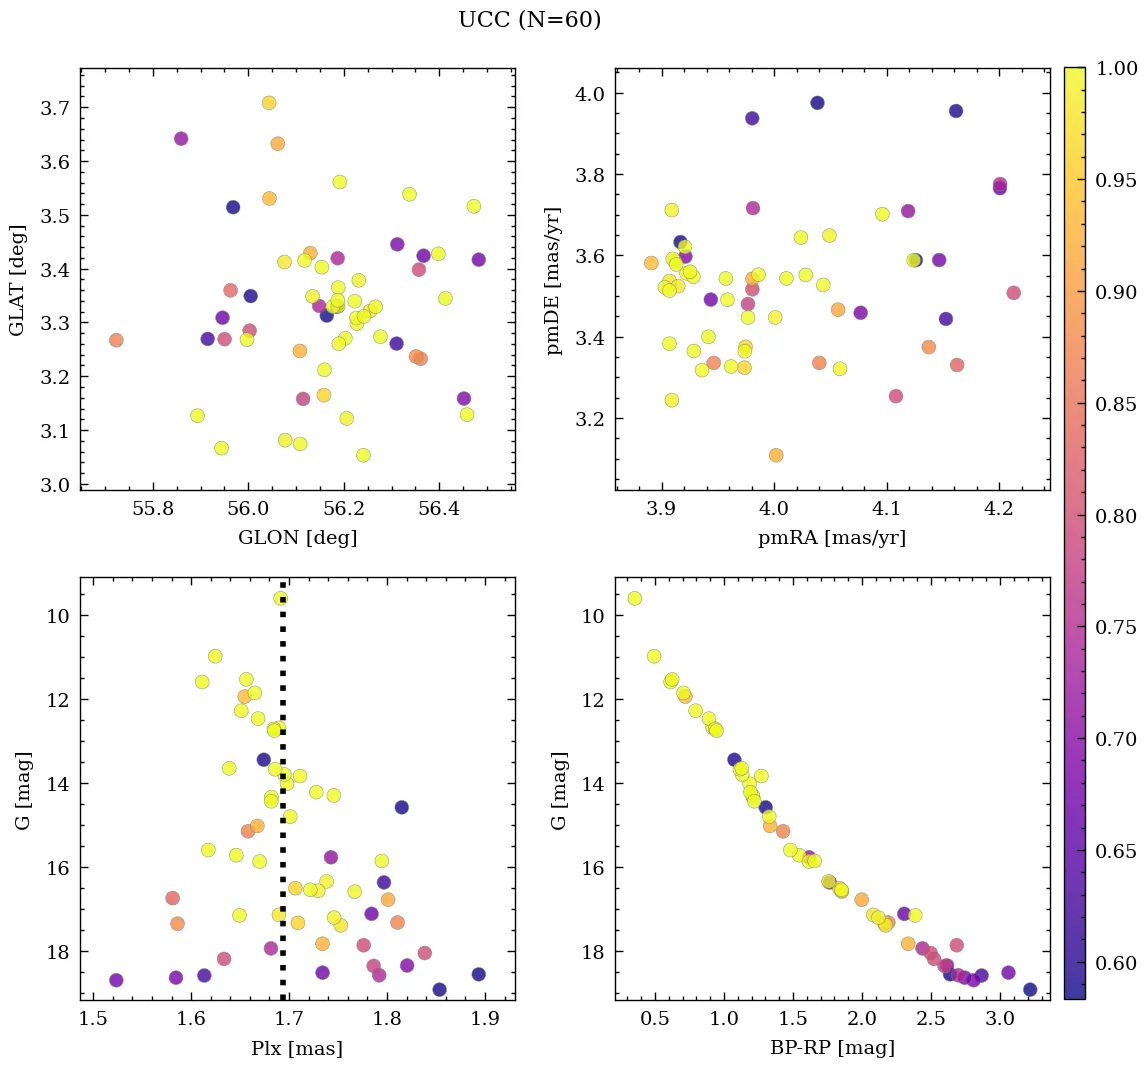 UCC (N=60)
3.7
3.6
3.5
3.4
3.3
3.2
3.1
3.0
GLAT [deg]
55.8 56.0 56.2 56.4
GLON [deg]
4.0
3.8
3.6
3.4
3.2
pmDE [mas/yr]
3.9 4.0 4.1 4.2
pmRA [mas/yr]
10
12
14
16
18
G [mag]
1.5 1.6 1.7 1.8 1.9
Plx [mas]
10
12
14
16
18
G [mag]
0.5 1.0 1.5 2.0 2.5 3.0
BP-RP [mag]
1.00
0.95
0.90
0.85
0.80
0.75
0.70
0.65
0.60